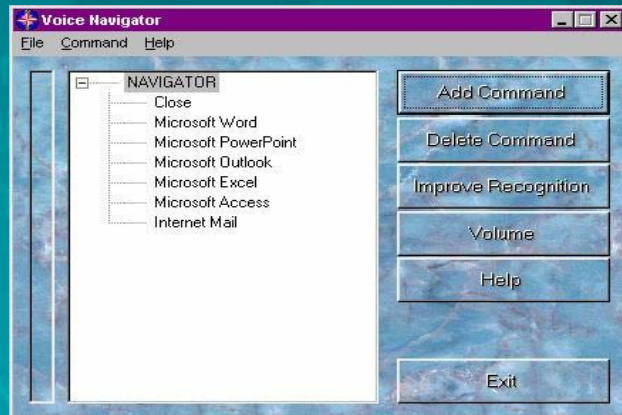 Voice Navigator
File Command Help
NAVIGATOR
Close
Microsoft Word
Microsoft PowerPoint
Microsoft Outlook
Microsoft Excel
Microsoft Access
Internet Mail
Add Command
Delete Command
Improve Recognition
Volume
Help
Exit